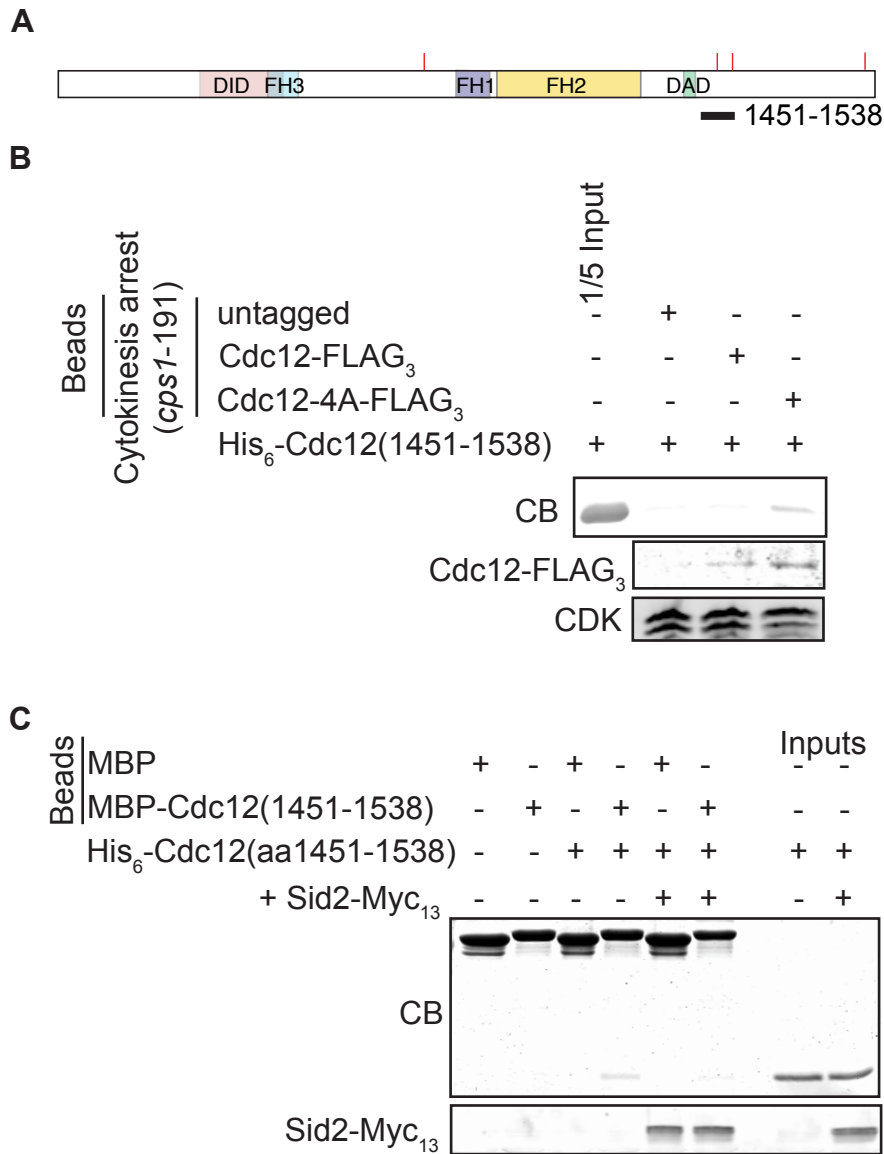 A
DID FH3 FH1 FH2 DAD
1451-1538
B
Beads
Cytokinesis arrest
(cps1-191)
1/5 Input
untagged - + - -
Cdc12-FLAG₃ - - + -
Cdc12-4A-FLAG₃ - - - +
His₆-Cdc12(1451-1538) + + + +
CB
Cdc12-FLAG₃
CDK
C
Beads
Inputs
MBP + - + - + - - -
MBP-Cdc12(1451-1538) - + - + - + - -
His₆-Cdc12(aa1451-1538) - - + + + + + +
+ Sid2-Myc₁₃ - - - - + + - +
CB
Sid2-Myc₁₃